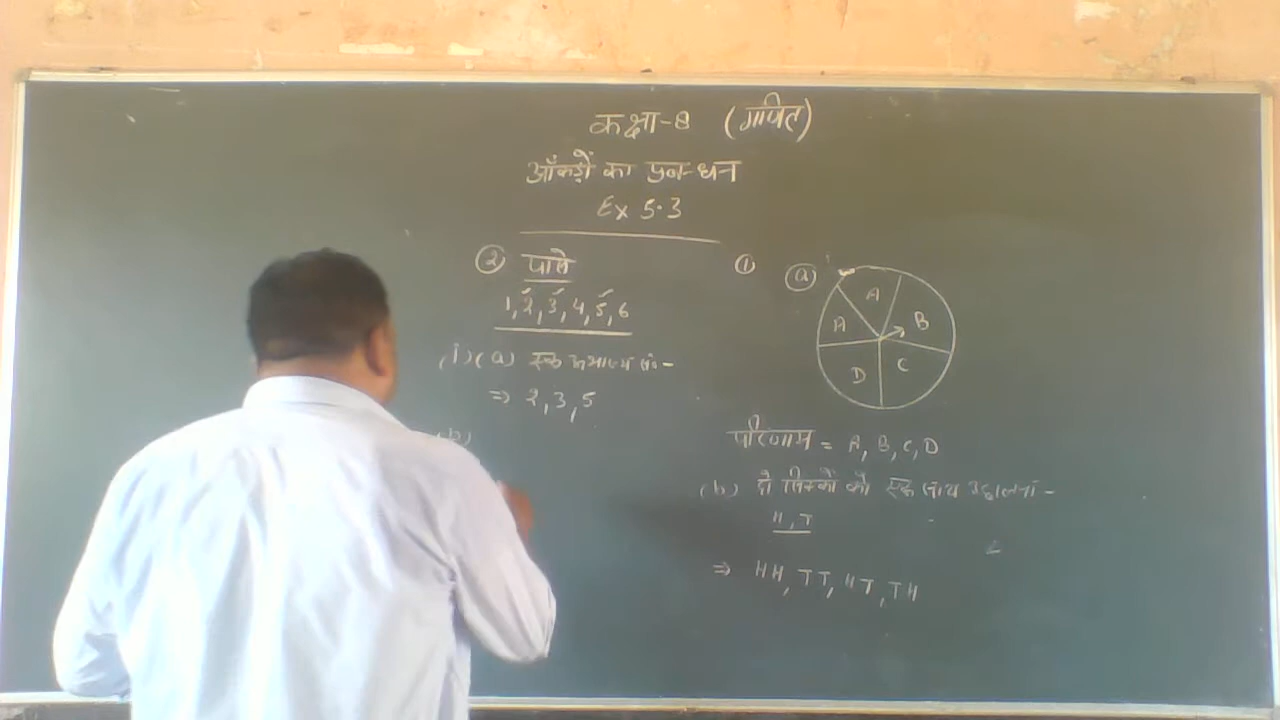 कक्षा-8 (गणित)
आँकड़ों का प्रबन्धन
Ex 5.3
② पासे
1, 2, 3, 4, 5, 6
(i) (a) एक अभाज्य सं०-
⇒ 2, 3, 5
(b)
① (a)
A
A B
D C
परिणाम = A, B, C, D
(b) दो सिक्कों को एक साथ उछालना-
H, T
⇒ HH, TT, HT, TH